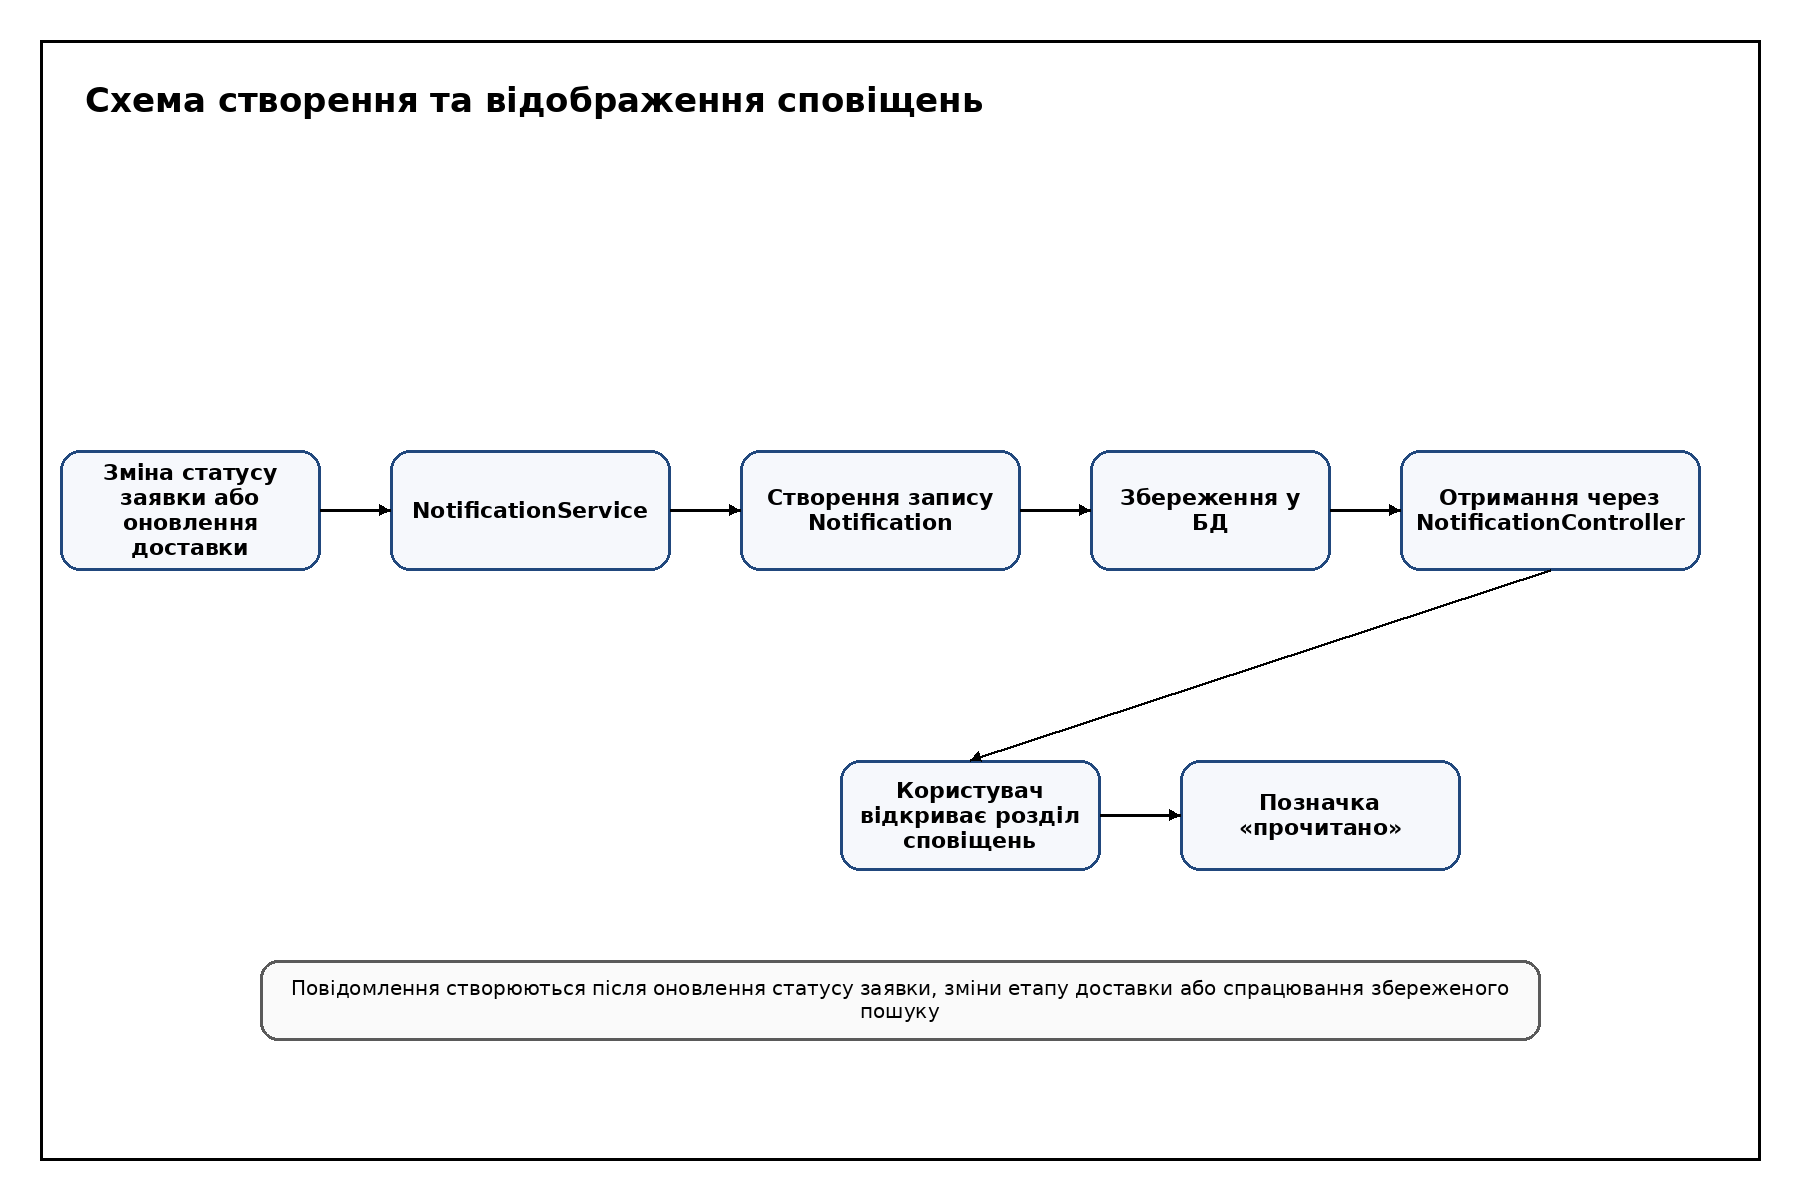 Схема створення та відображення сповіщень
Зміна статусу
заявки або
оновлення
доставки
NotificationService
Створення запису
Notification
Збереження у
БД
Отримання через
NotificationController
Користувач
відкриває розділ
сповіщень
Позначка
«прочитано»
Повідомлення створюються після оновлення статусу заявки, зміни етапу доставки або спрацювання збереженого
пошуку